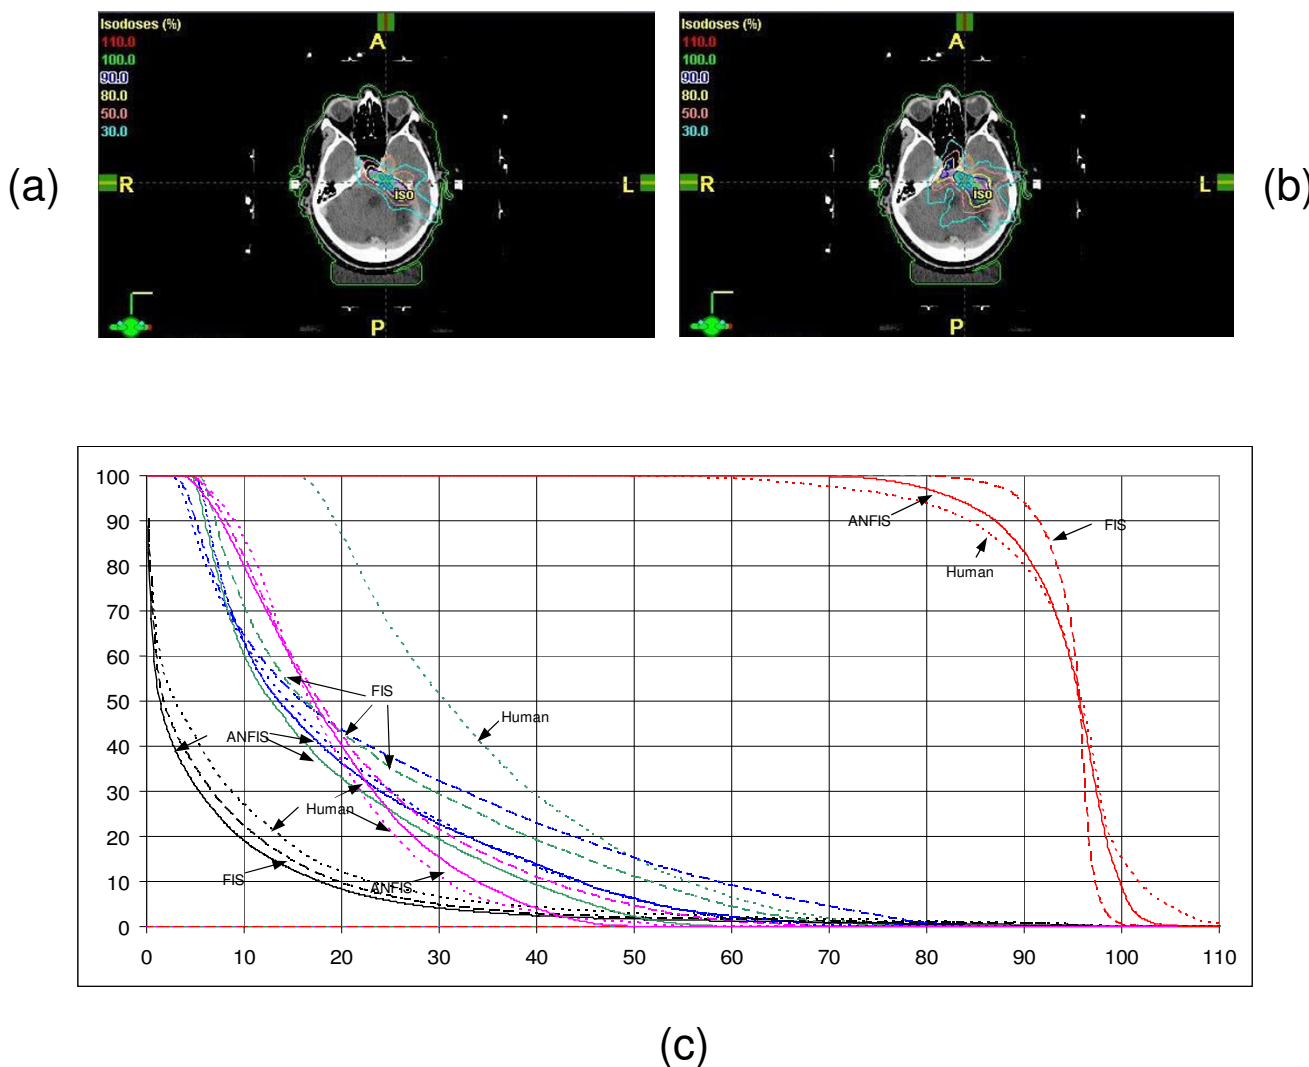 Isodoses (%)
110.0
100.0
90.0
80.0
50.0
30.0
A
R
L
P
iso
(a)
Isodoses (%)
110.0
100.0
90.0
80.0
50.0
30.0
A
R
L
P
iso
(b)
100
90
80
70
60
50
40
30
20
10
0
ANFIS
FIS
Human
FIS
Human
ANFIS
Human
FIS
ANFIS
0 10 20 30 40 50 60 70 80 90 100 110
(c)